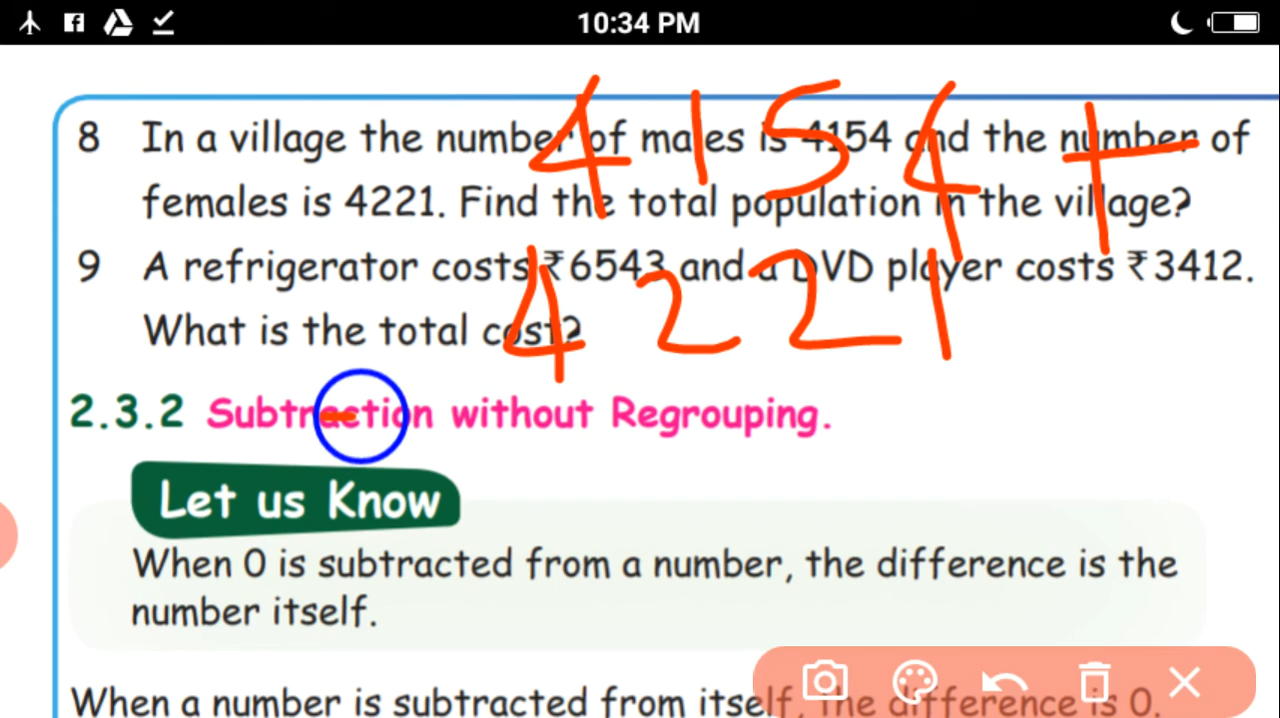 10:34 PM
8 In a village the number of males is 4154 and the number of
females is 4221. Find the total population in the village?
4154 +
9 A refrigerator costs ₹6543 and a DVD player costs ₹3412.
What is the total cost?
4221
2.3.2 Subtraction without Regrouping.
Let us Know
When 0 is subtracted from a number, the difference is the
number itself.
When a number is subtracted from itself, the difference is 0.